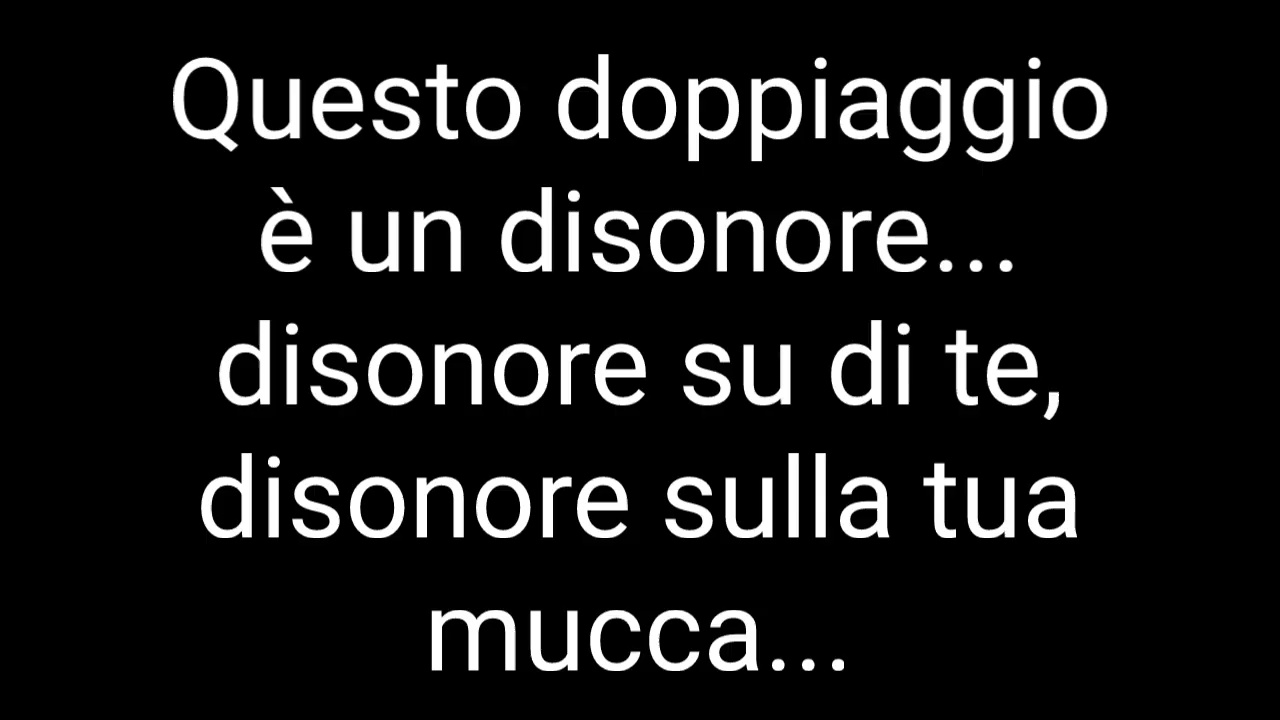 Questo doppiaggio
è un disonore...
disonore su di te,
disonore sulla tua
mucca...